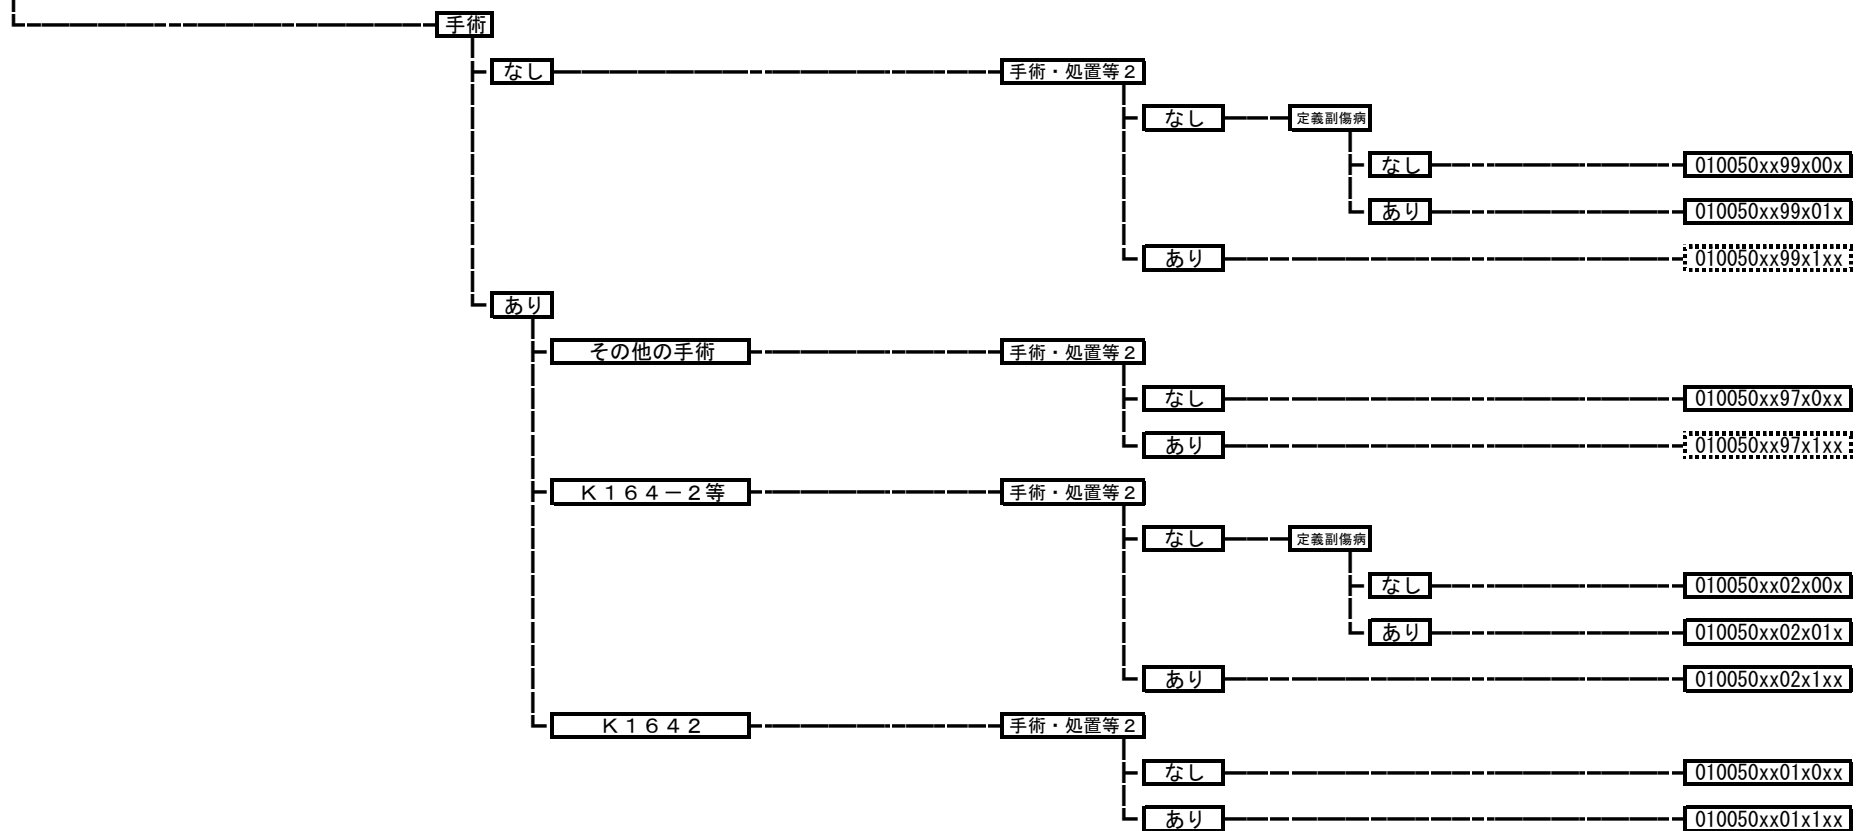 手術
なし 手術・処置等2
なし 定義副傷病
なし 010050xx99x00x
あり 010050xx99x01x
あり 010050xx99x1xx
あり
その他の手術 手術・処置等2
なし 010050xx97x0xx
あり 010050xx97x1xx
K164-2等 手術・処置等2
なし 定義副傷病
なし 010050xx02x00x
あり 010050xx02x01x
あり 010050xx02x1xx
K1642 手術・処置等2
なし 010050xx01x0xx
あり 010050xx01x1xx